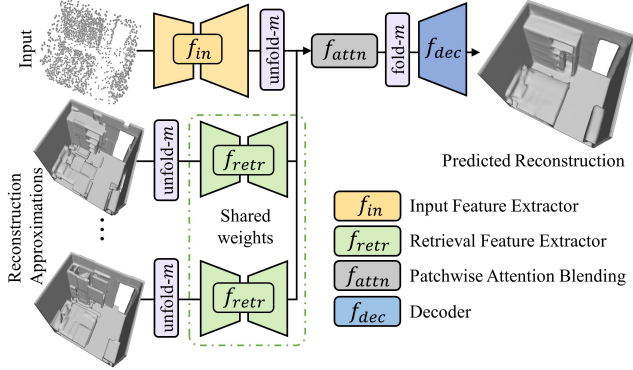 Input
f_in
unfold-m
f_attn
fold-m
f_dec
Predicted Reconstruction
Reconstruction
Approximations
unfold-m
f_retr
Shared
weights
unfold-m
f_retr
f_in Input Feature Extractor
f_retr Retrieval Feature Extractor
f_attn Patchwise Attention Blending
f_dec Decoder